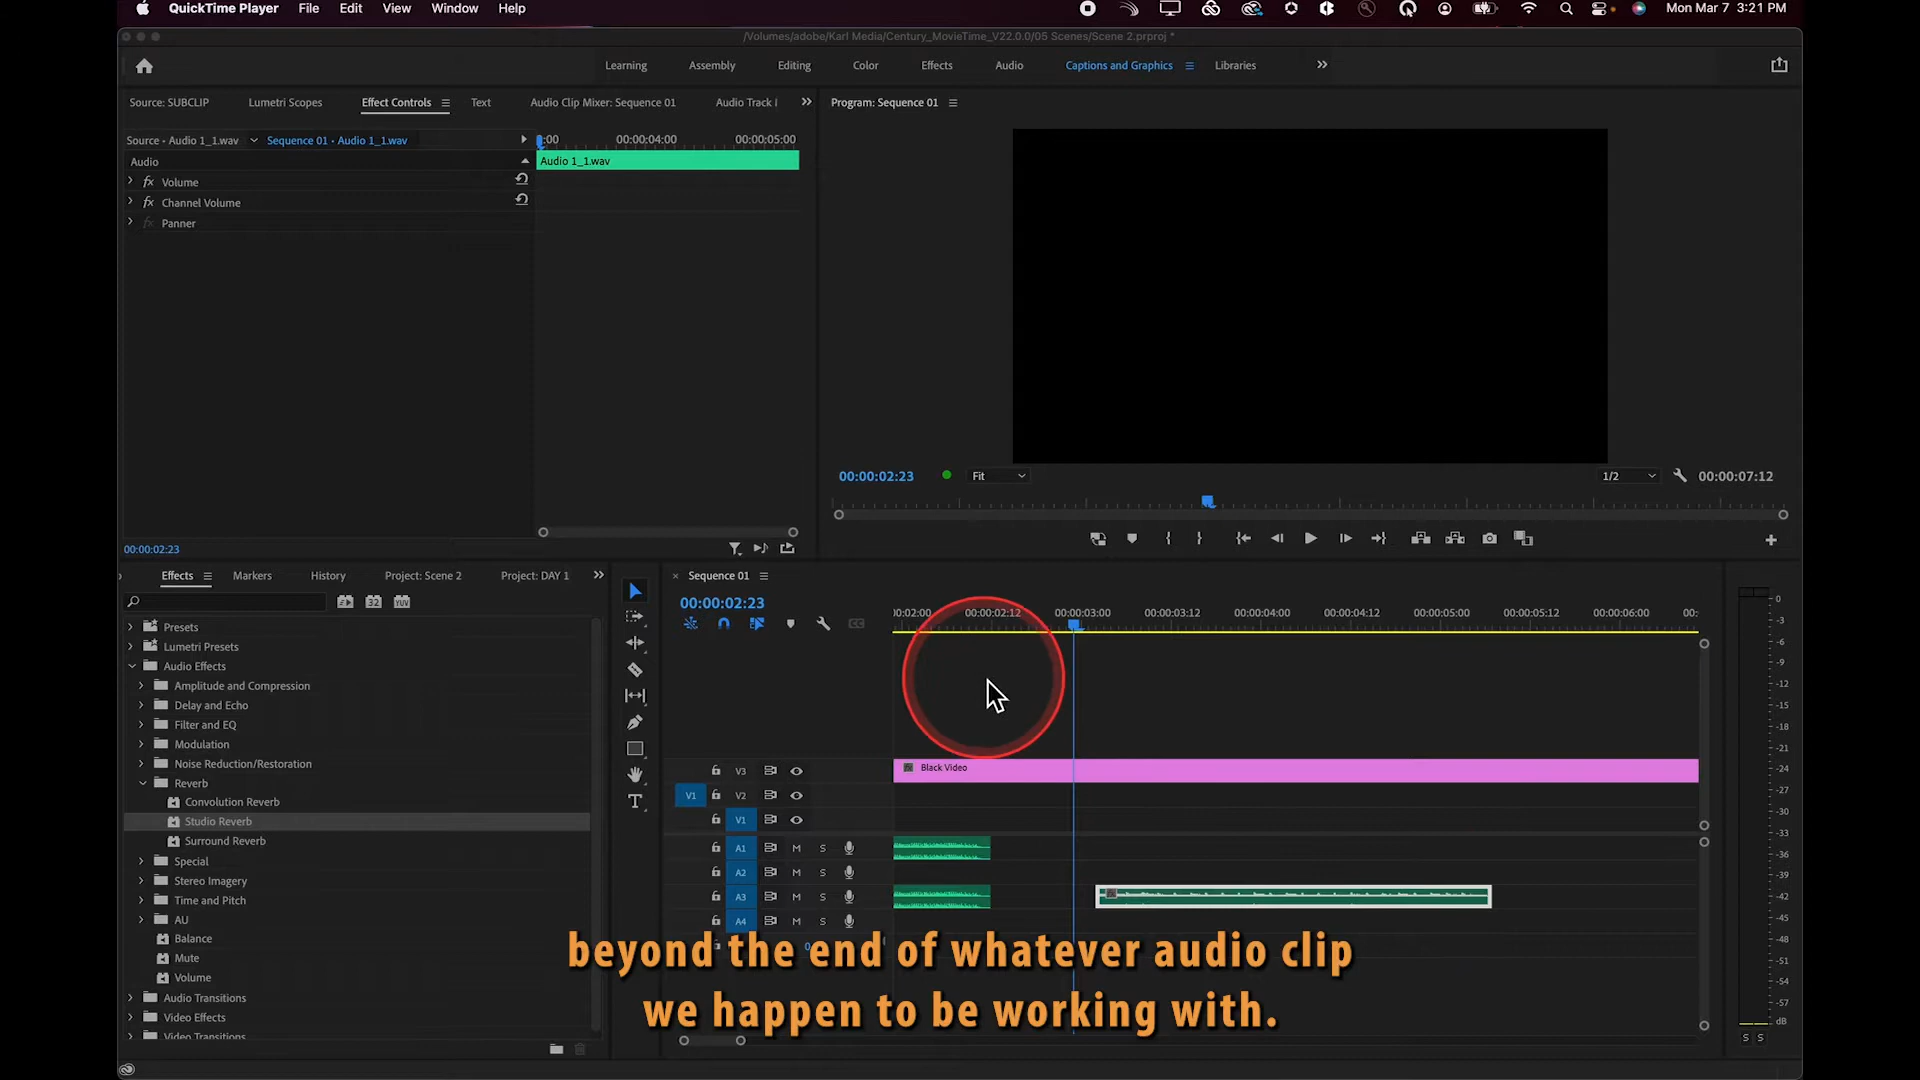 QuickTime Player File Edit View Window Help Mon Mar 7 3:21 PM
/Volumes/adobe/Karl Media/Century_MovieTime_V22.0.0/05 Scenes/Scene 2.prproj *
Learning Assembly Editing Color Effects Audio Captions and Graphics Libraries
Source: SUBCLIP Lumetri Scopes Effect Controls Text Audio Clip Mixer: Sequence 01 Audio Track I
Program: Sequence 01
Source · Audio 1_1.wav Sequence 01 · Audio 1_1.wav
:00 00:00:04:00 00:00:05:00
Audio
Audio 1_1.wav
fx Volume
fx Channel Volume
fx Panner
00:00:02:23 Fit 1/2 00:00:07:12
00:00:02:23
Effects Markers History Project: Scene 2 Project: DAY 1
32 YUV
Presets
Lumetri Presets
Audio Effects
Amplitude and Compression
Delay and Echo
Filter and EQ
Modulation
Noise Reduction/Restoration
Reverb
Convolution Reverb
Studio Reverb
Surround Reverb
Special
Stereo Imagery
Time and Pitch
AU
Balance
Mute
Volume
Audio Transitions
Video Effects
Video Transitions
Sequence 01
00:00:02:23
00:02:00 00:00:02:12 00:00:03:00 00:00:03:12 00:00:04:00 00:00:04:12 00:00:05:00 00:00:05:12 00:00:06:00 00:
CC
V3 Black Video
V1 V2
V1
A1 M S
A2 M S
A3 M S
A4 M S
0
-3
-6
-9
-12
-15
-18
-21
-24
-27
-30
-33
-36
-39
-42
-45
-48
-51
-54
-57
dB
S S
beyond the end of whatever audio clip
we happen to be working with.